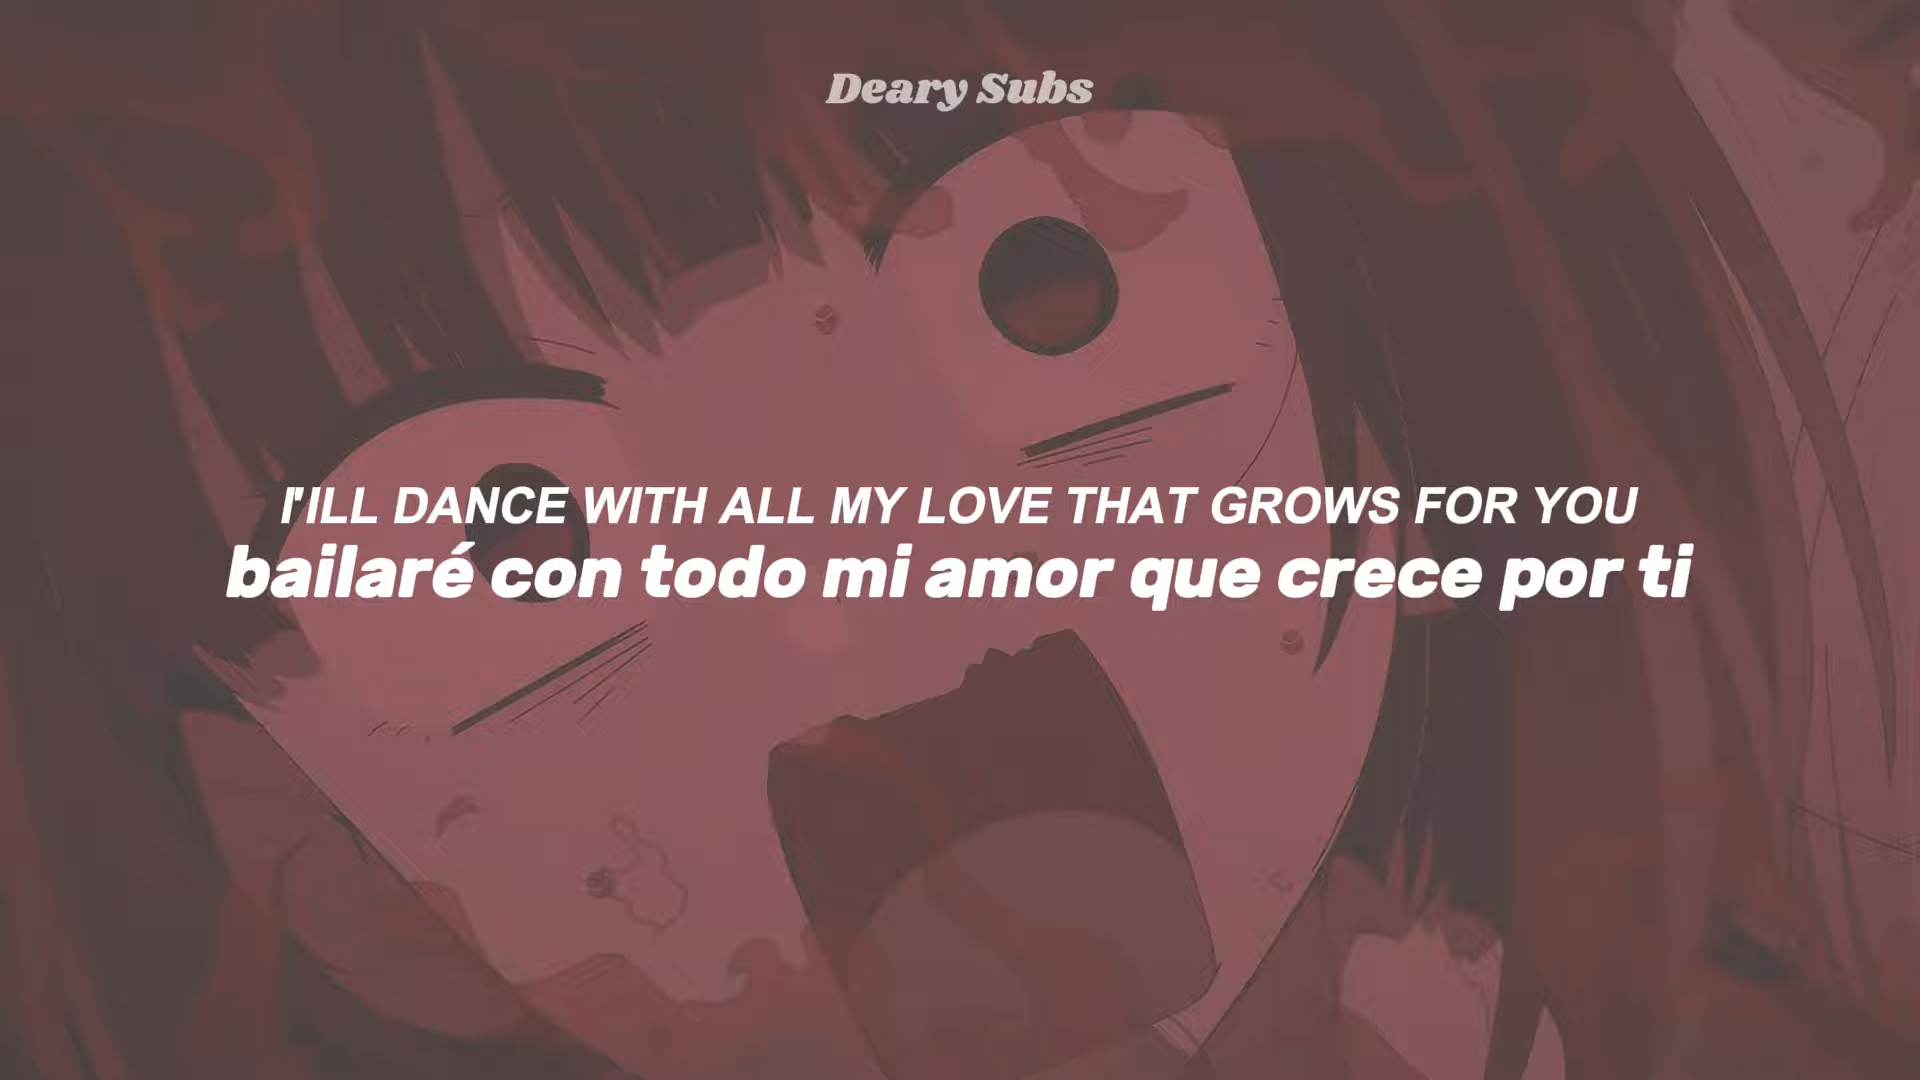 Deary Subs
I'ILL DANCE WITH ALL MY LOVE THAT GROWS FOR YOU
bailaré con todo mi amor que crece por ti